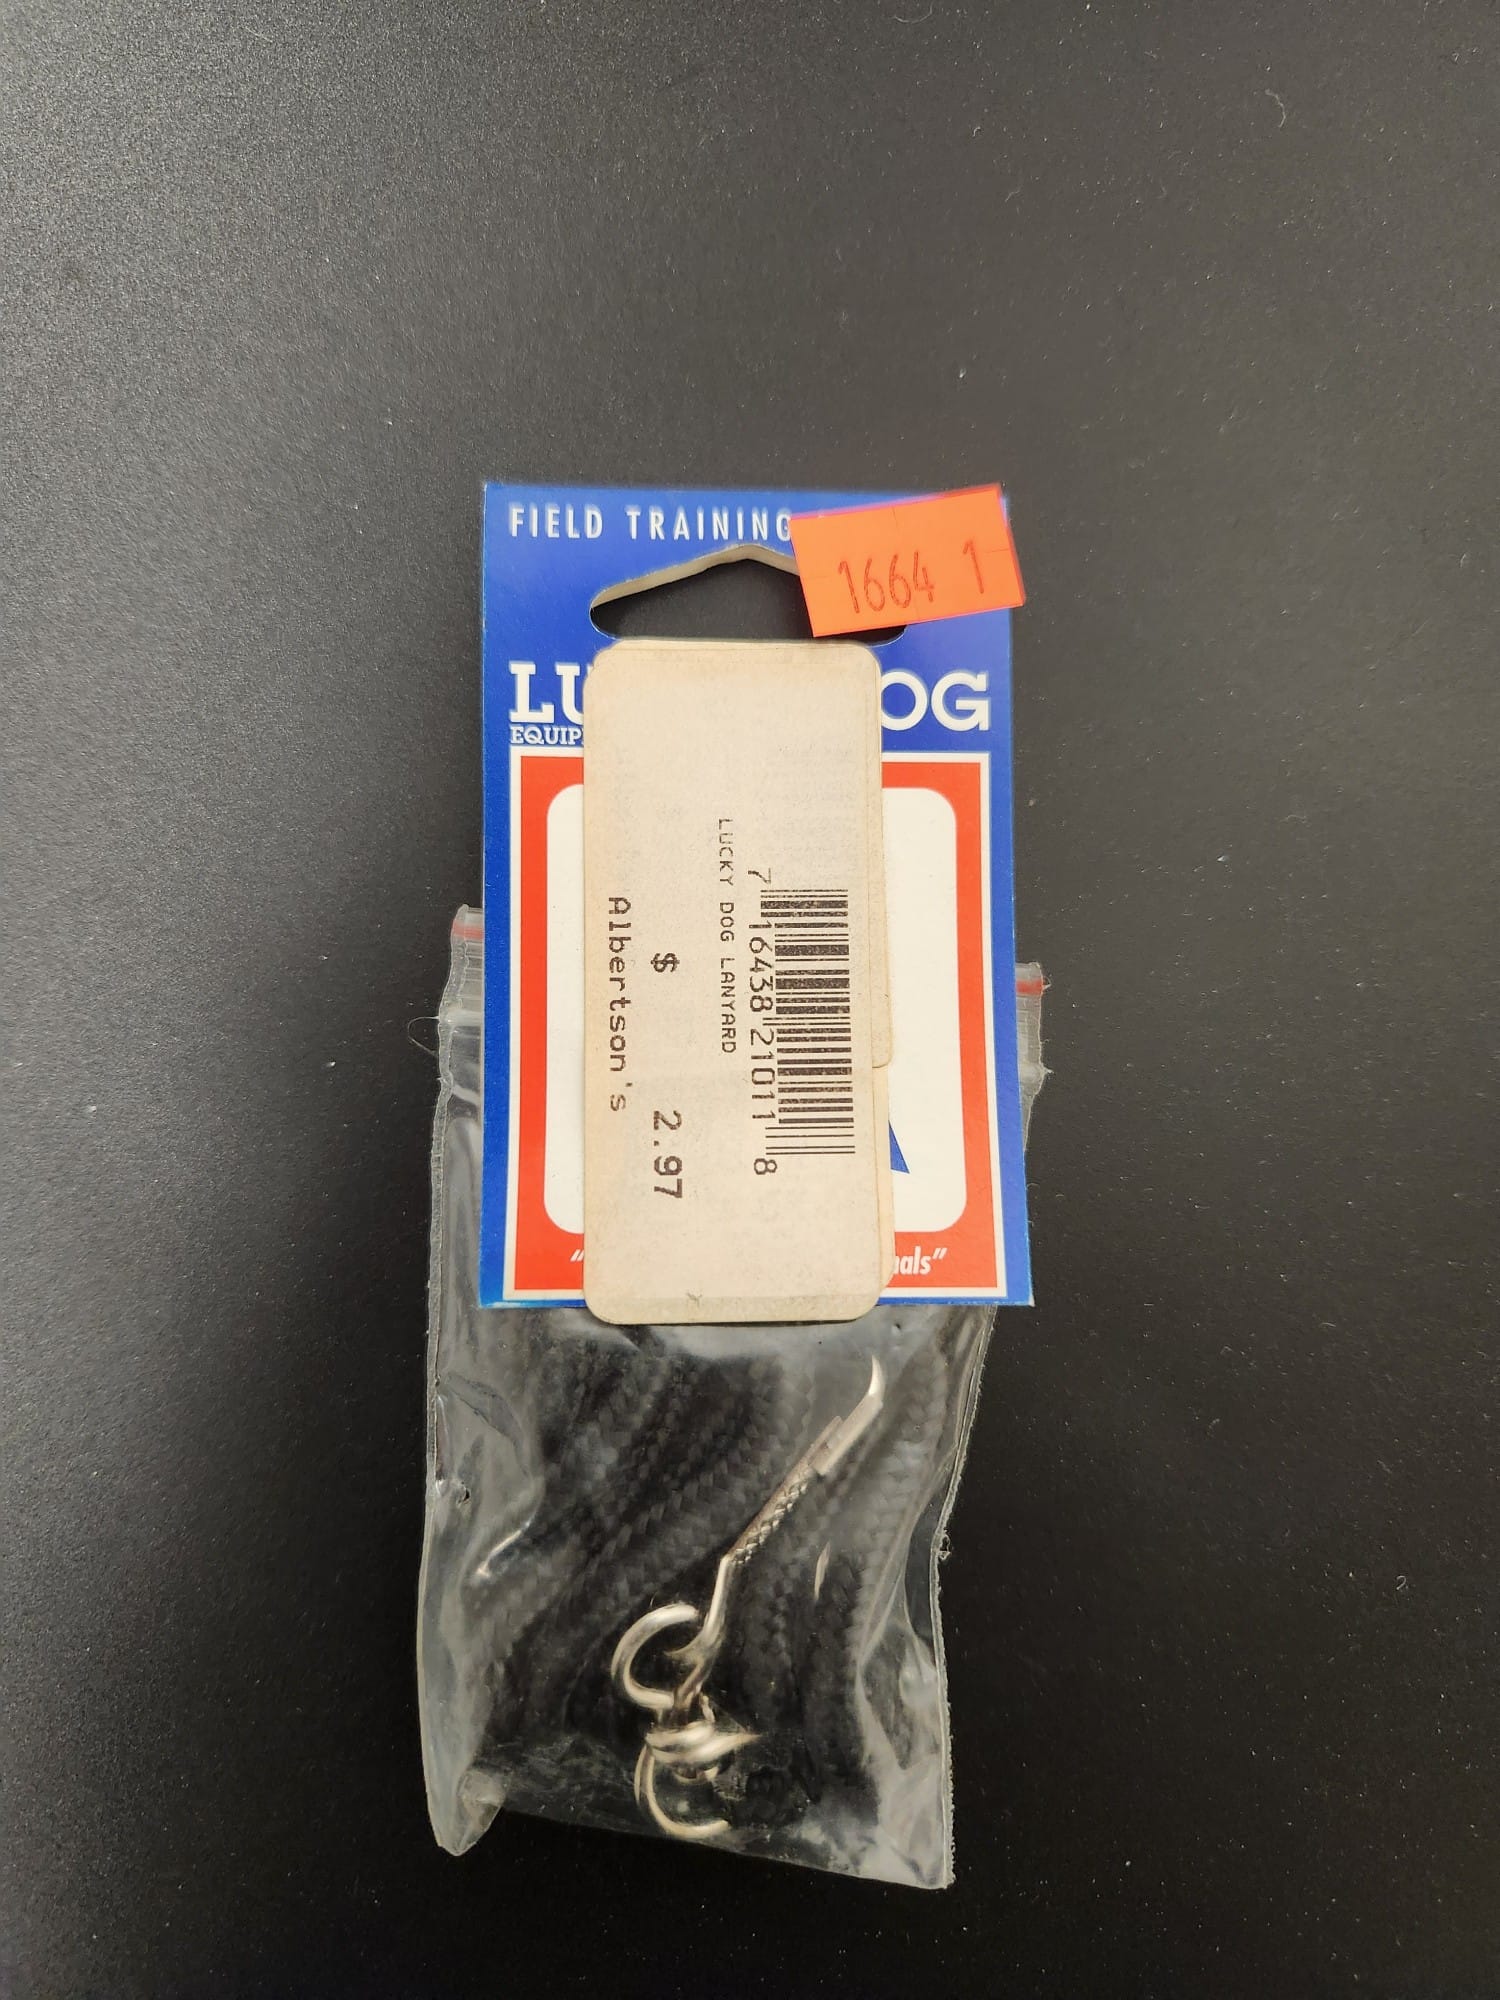 FIELD TRAINING
1664 1
LU OG
EQUIP
7 16438 21011 8
LUCKY DOG LANYARD
$ 2.97
Albertson's
" nals"